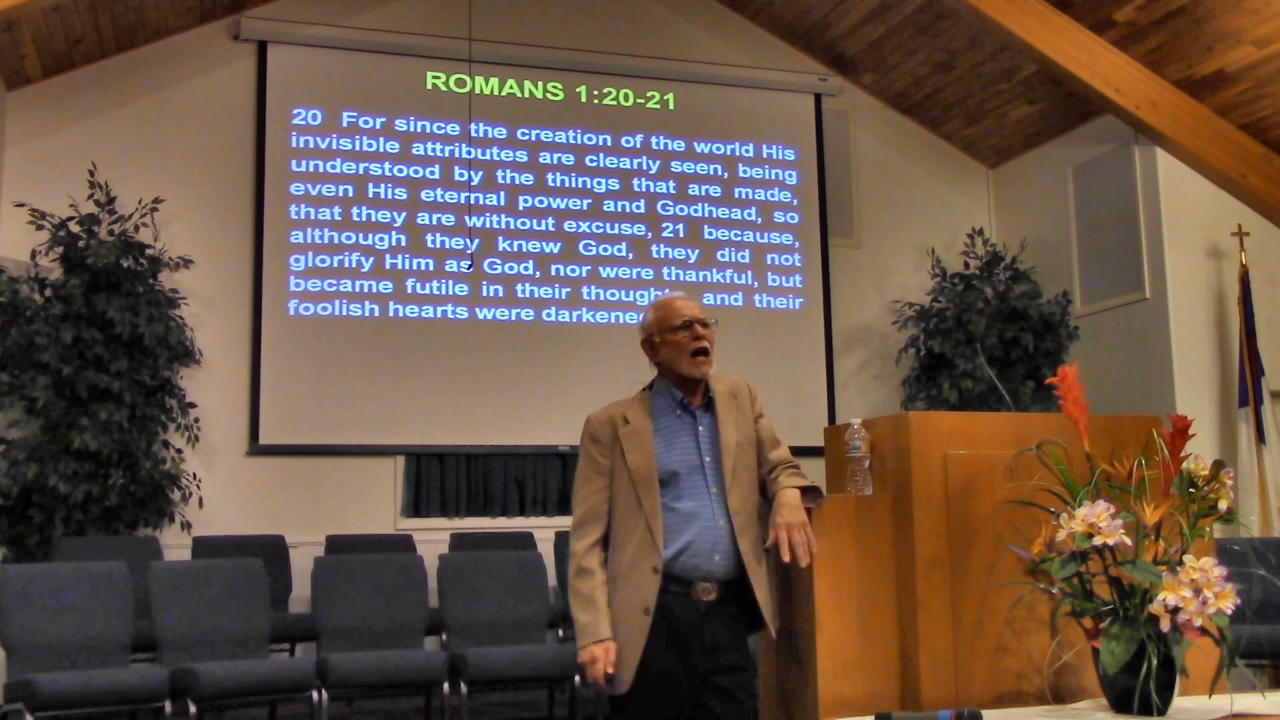 ROMANS 1:20-21
20 For since the creation of the world His
invisible attributes are clearly seen, being
understood by the things that are made,
even His eternal power and Godhead, so
that they are without excuse, 21 because,
although they knew God, they did not
glorify Him as God, nor were thankful, but
became futile in their thoughts and their
foolish hearts were darkened